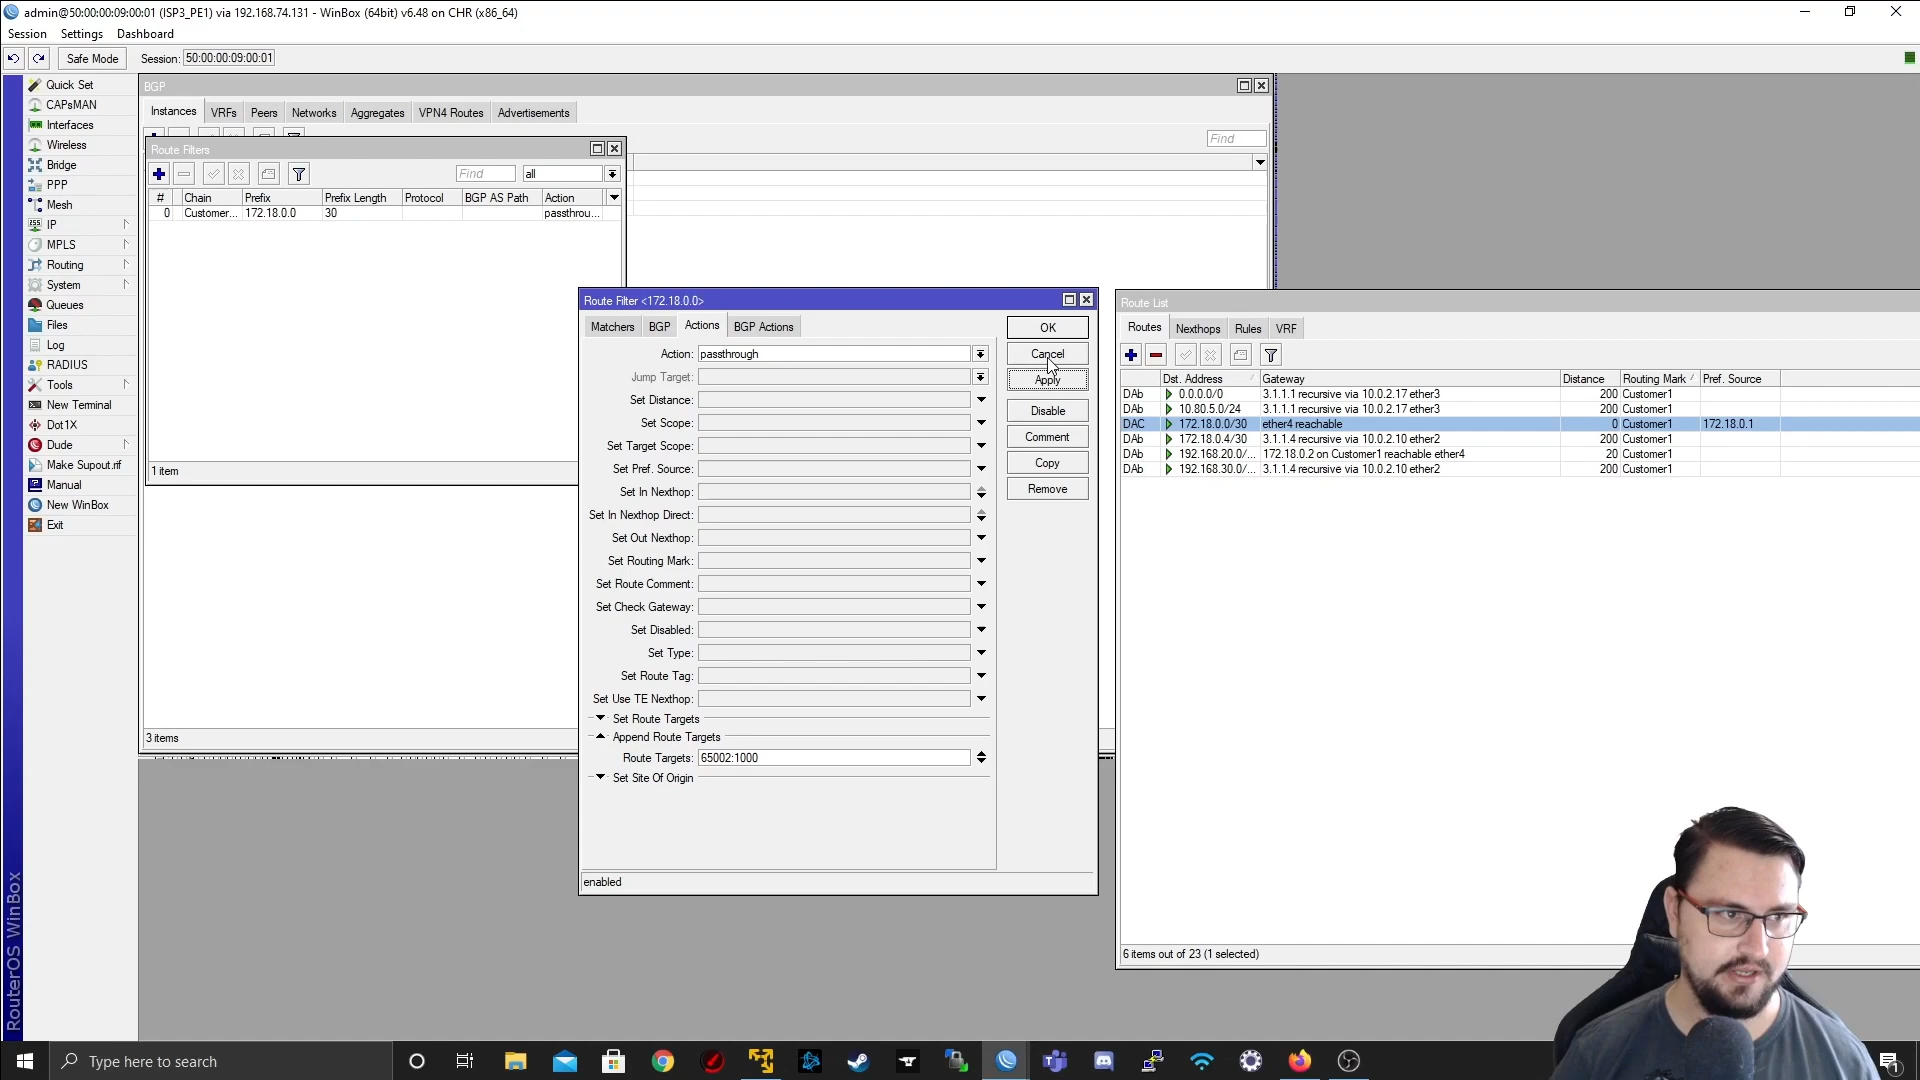 admin@50:00:00:09:00:01 (ISP3_PE1) via 192.168.74.131 - WinBox (64bit) v6.48 on CHR (x86_64)
Session Settings Dashboard
Safe Mode Session: 50:00:00:09:00:01
Quick Set
CAPsMAN
Interfaces
Wireless
Bridge
PPP
Mesh
IP
MPLS
Routing
System
Queues
Files
Log
RADIUS
Tools
New Terminal
Dot1X
Dude
Make Supout.rif
Manual
New WinBox
Exit
RouterOS WinBox
BGP
Instances VRFs Peers Networks Aggregates VPN4 Routes Advertisements
Find
3 items
Route Filters
Find all
# Chain Prefix Prefix Length Protocol BGP AS Path Action
0 Customer... 172.18.0.0 30 passthrou...
1 item
Route Filter <172.18.0.0>
Matchers BGP Actions BGP Actions
Action: passthrough
Jump Target:
Set Distance:
Set Scope:
Set Target Scope:
Set Pref. Source:
Set In Nexthop:
Set In Nexthop Direct:
Set Out Nexthop:
Set Routing Mark:
Set Route Comment:
Set Check Gateway:
Set Disabled:
Set Type:
Set Route Tag:
Set Use TE Nexthop:
Set Route Targets
Append Route Targets
Route Targets: 65002:1000
Set Site Of Origin
enabled
OK
Cancel
Apply
Disable
Comment
Copy
Remove
Route List
Routes Nexthops Rules VRF
Dst. Address Gateway Distance Routing Mark Pref. Source
DAb 0.0.0.0/0 3.1.1.1 recursive via 10.0.2.17 ether3 200 Customer1
DAb 10.80.5.0/24 3.1.1.1 recursive via 10.0.2.17 ether3 200 Customer1
DAC 172.18.0.0/30 ether4 reachable 0 Customer1 172.18.0.1
DAb 172.18.0.4/30 3.1.1.4 recursive via 10.0.2.10 ether2 200 Customer1
DAb 192.168.20.0/... 172.18.0.2 on Customer1 reachable ether4 20 Customer1
DAb 192.168.30.0/... 3.1.1.4 recursive via 10.0.2.10 ether2 200 Customer1
6 items out of 23 (1 selected)
Type here to search
1